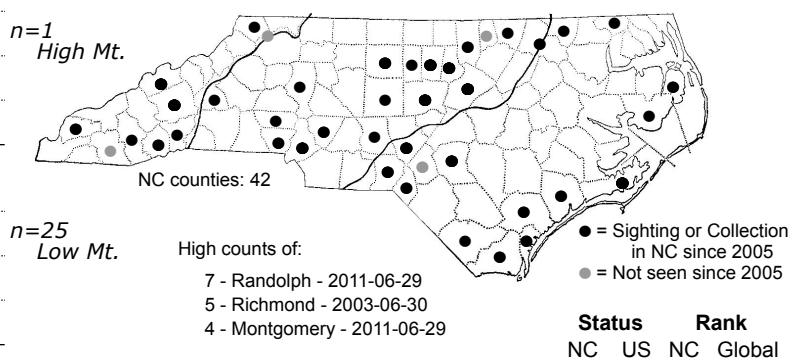 n=1
High Mt.
NC counties: 42
n=25
Low Mt.
High counts of:
7 - Randolph - 2011-06-29
5 - Richmond - 2003-06-30
4 - Montgomery - 2011-06-29
● = Sighting or Collection
in NC since 2005
● = Not seen since 2005
Status Rank
NC US NC Global